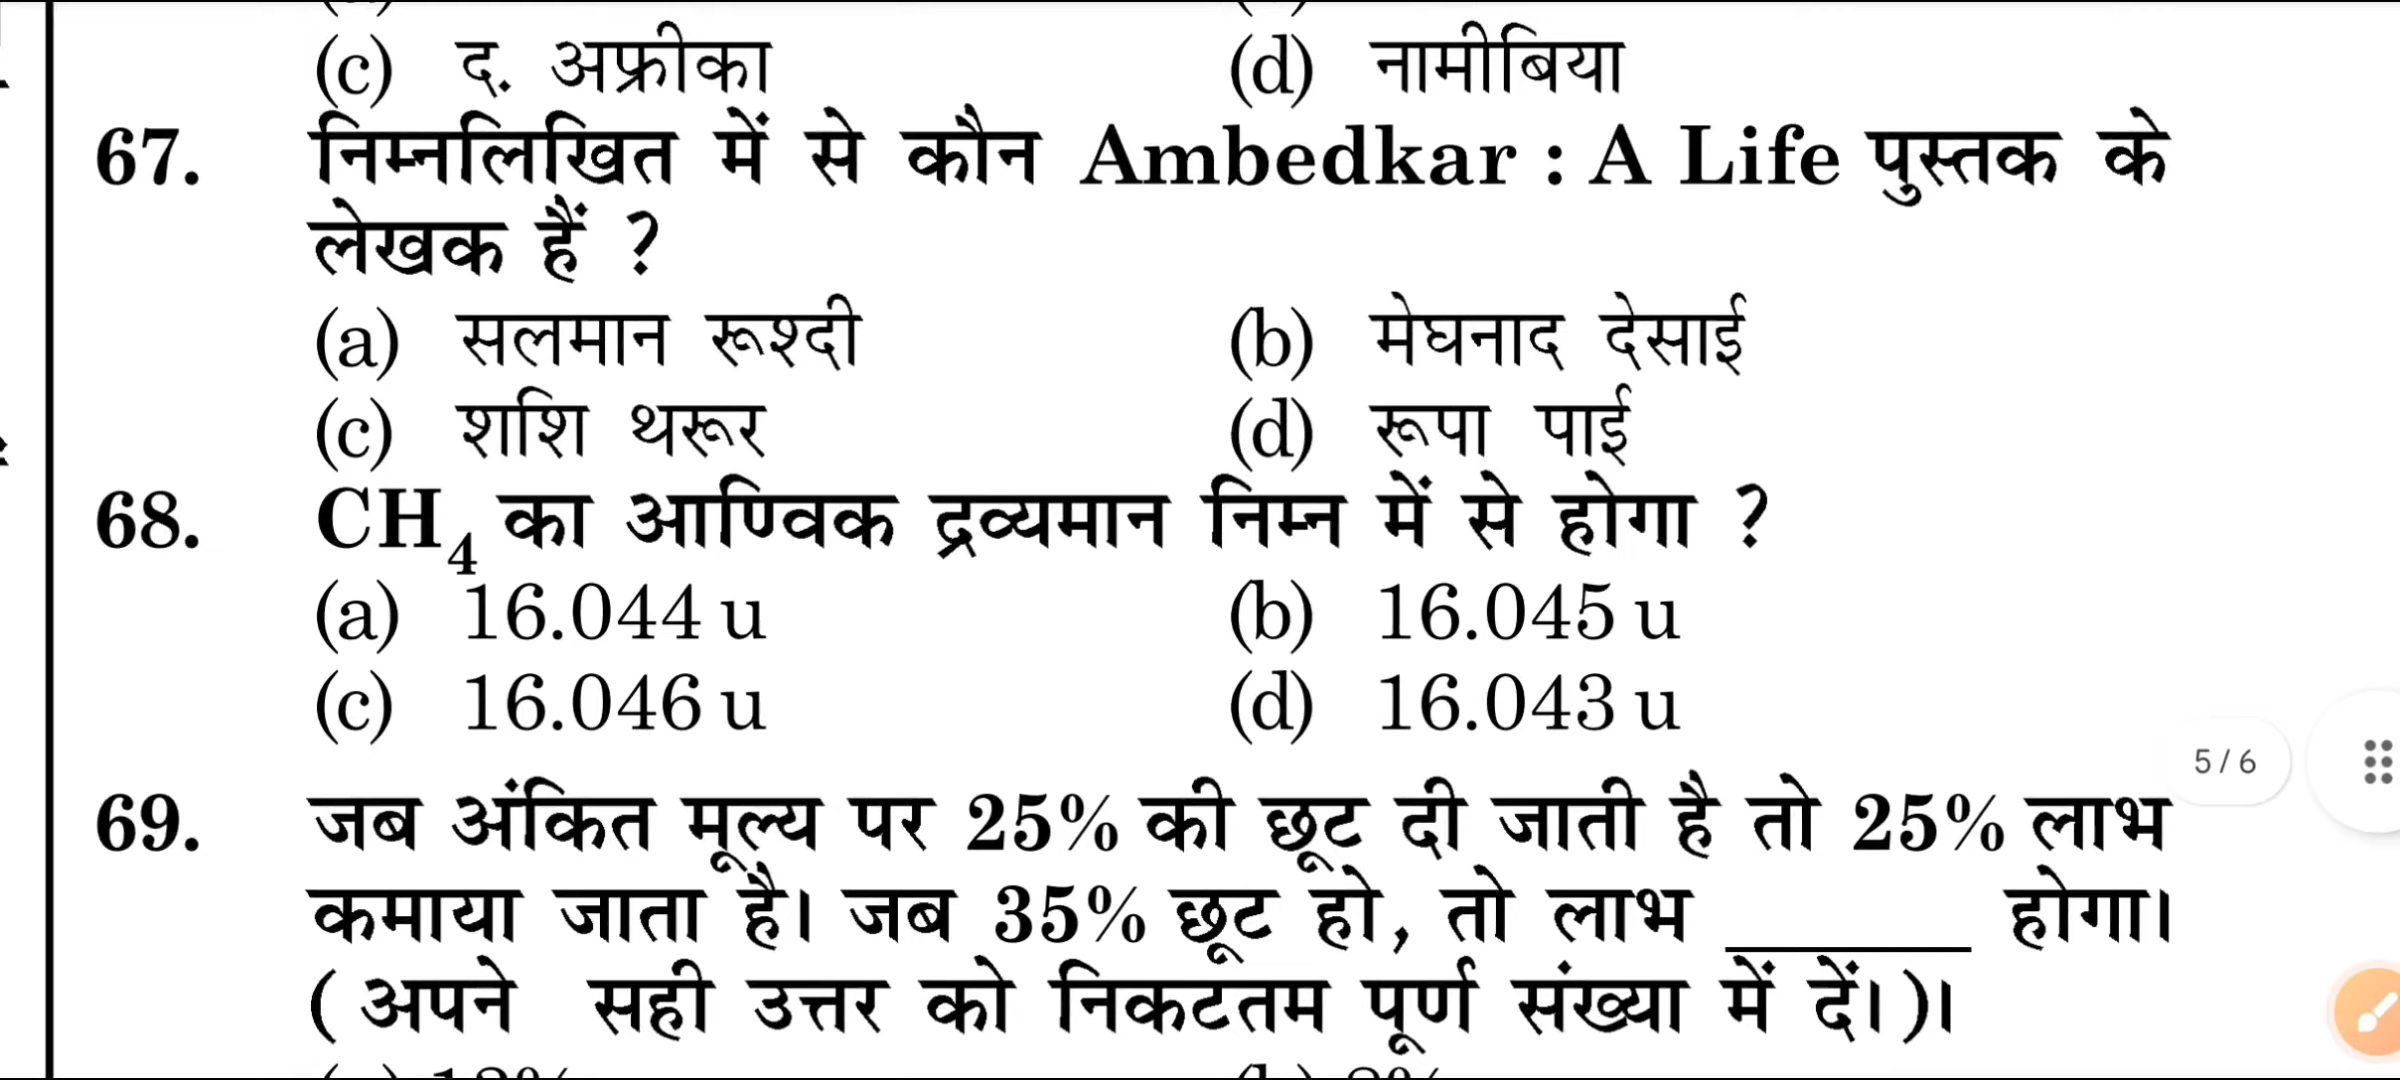 (c) द. अफ्रीका (d) नामीबिया
67. निम्नलिखित में से कौन Ambedkar : A Life पुस्तक के
लेखक हैं ?
(a) सलमान रूश्दी (b) मेघनाद देसाई
(c) शशि थरूर (d) रूपा पाई
68. CH₄ का आण्विक द्रव्यमान निम्न में से होगा ?
(a) 16.044 u (b) 16.045 u
(c) 16.046 u (d) 16.043 u
5 / 6
69. जब अंकित मूल्य पर 25% की छूट दी जाती है तो 25% लाभ
कमाया जाता है। जब 35% छूट हो, तो लाभ ________ होगा।
( अपने सही उत्तर को निकटतम पूर्ण संख्या में दें।)।